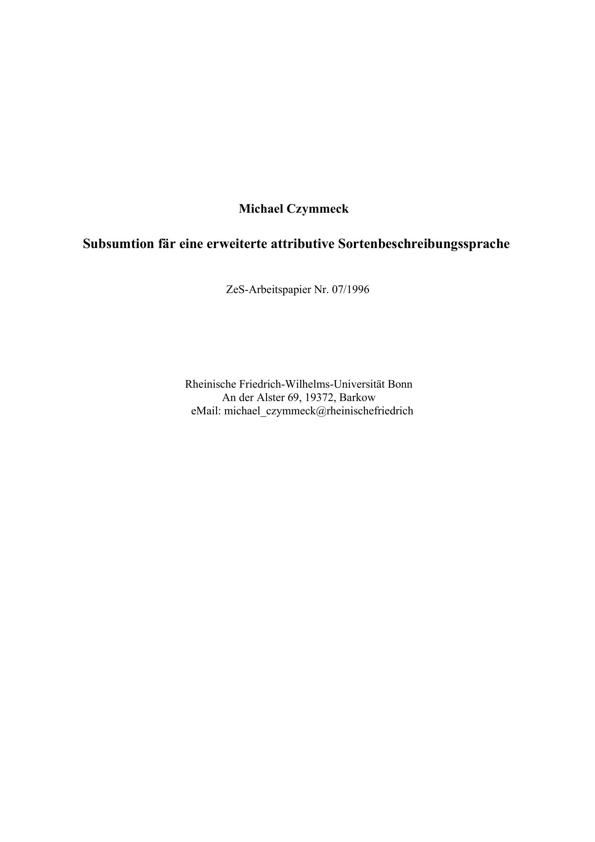 Michael Czymmeck
Subsumtion fär eine erweiterte attributive Sortenbeschreibungssprache
ZeS-Arbeitspapier Nr. 07/1996
Rheinische Friedrich-Wilhelms-Universität Bonn
An der Alster 69, 19372, Barkow
eMail: michael_czymmeck@rheinischefriedrich